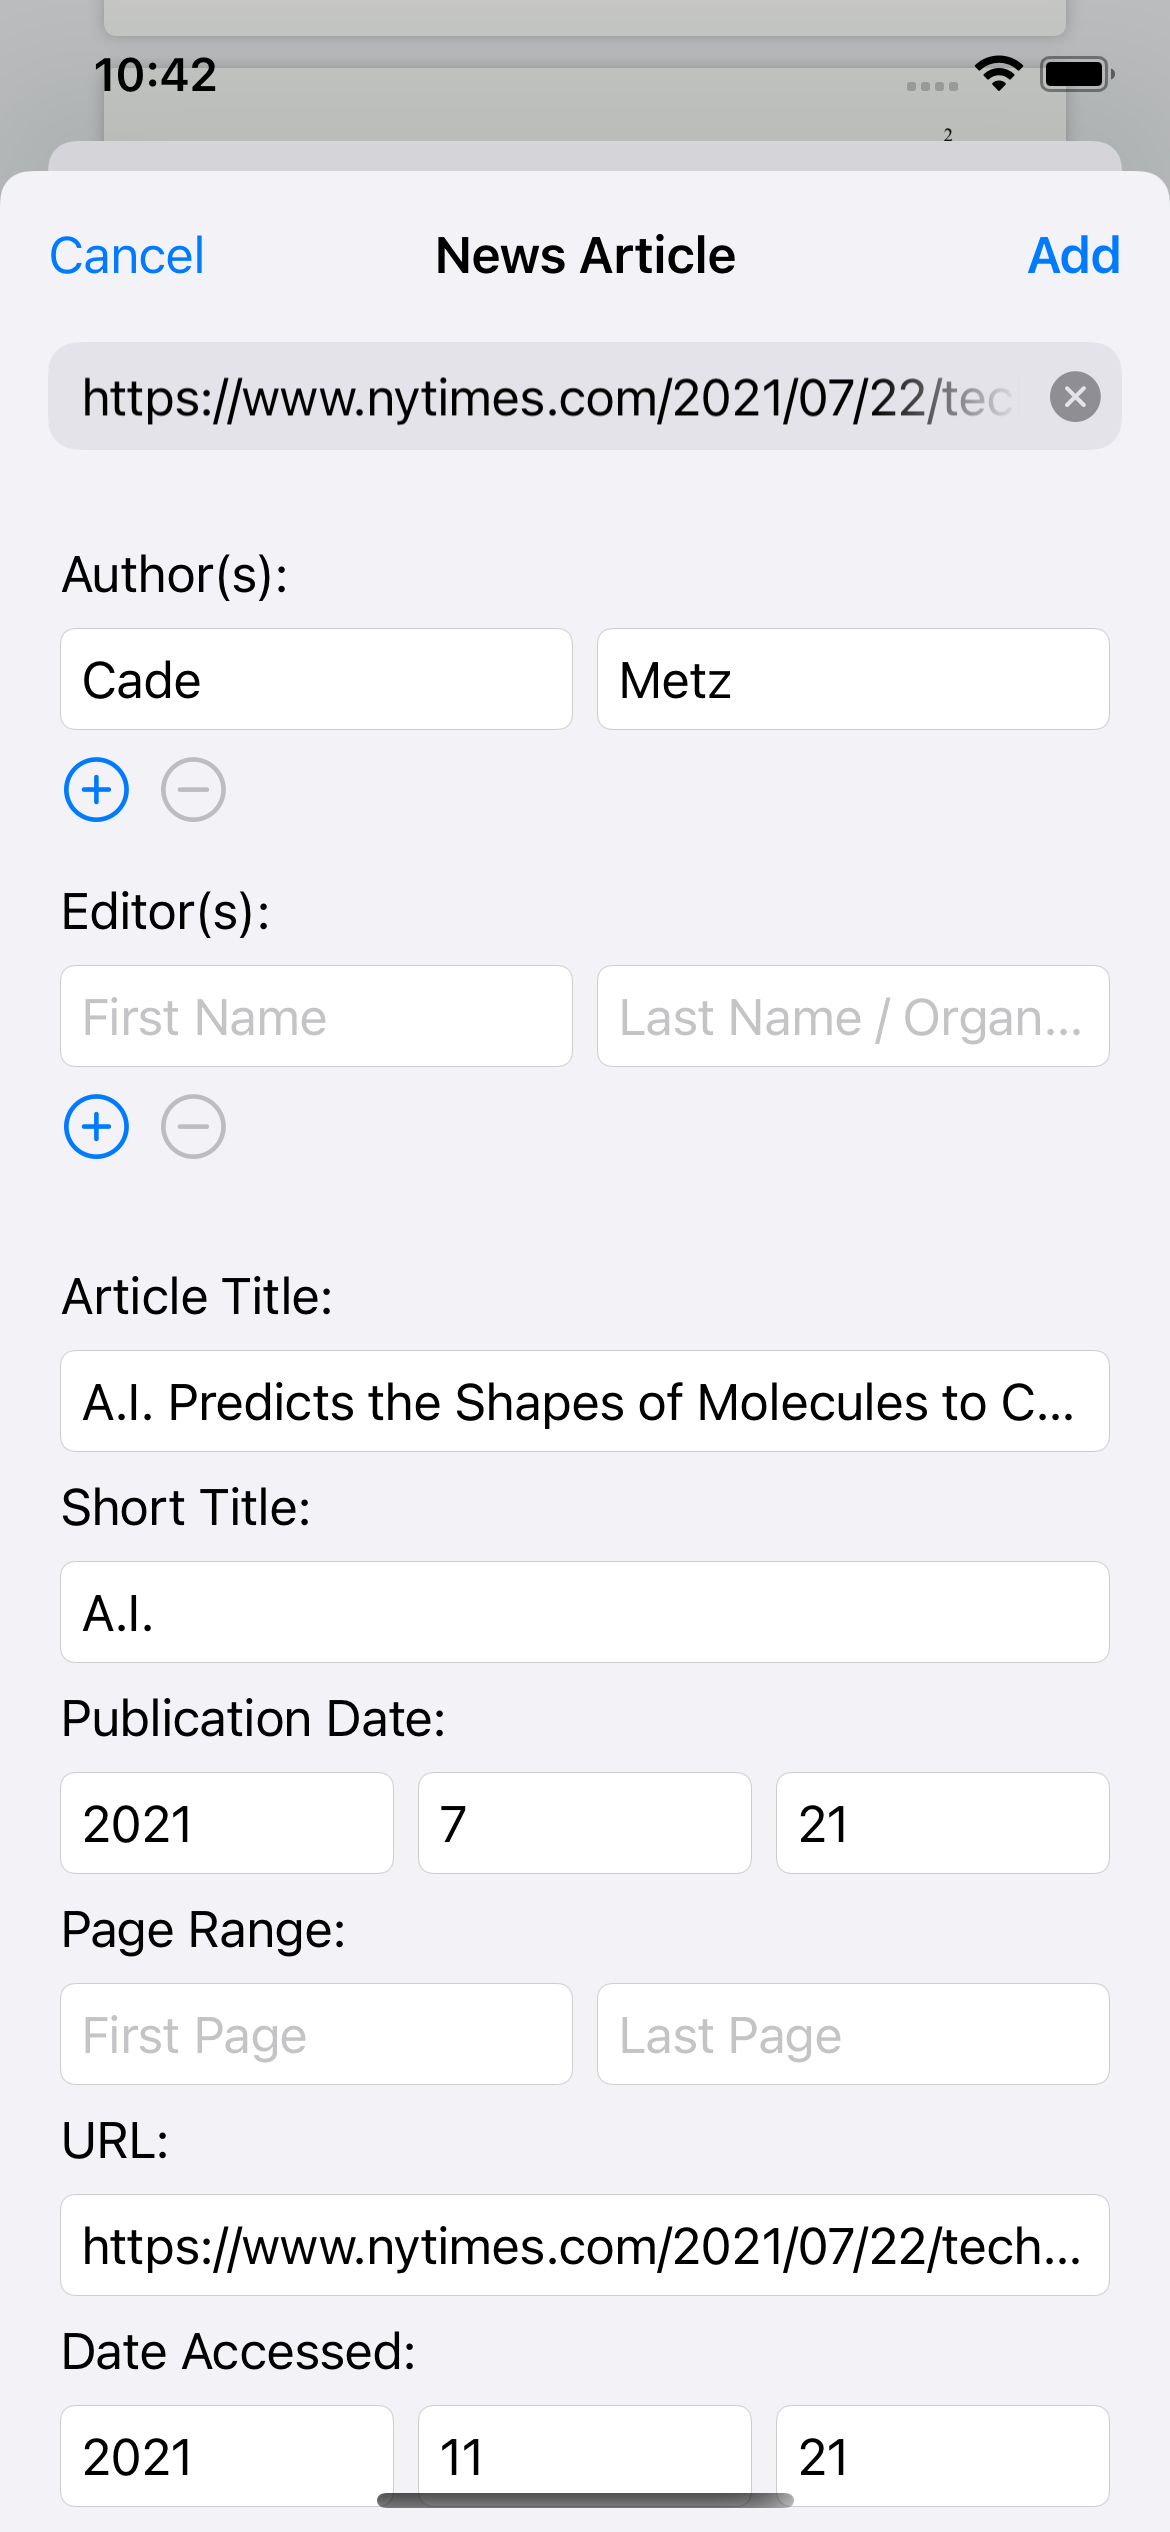 10:42
2
Cancel News Article Add
https://www.nytimes.com/2021/07/22/tec
Author(s):
Cade Metz
Editor(s):
First Name Last Name / Organ...
Article Title:
A.I. Predicts the Shapes of Molecules to C...
Short Title:
A.I.
Publication Date:
2021 7 21
Page Range:
First Page Last Page
URL:
https://www.nytimes.com/2021/07/22/tech...
Date Accessed:
2021 11 21